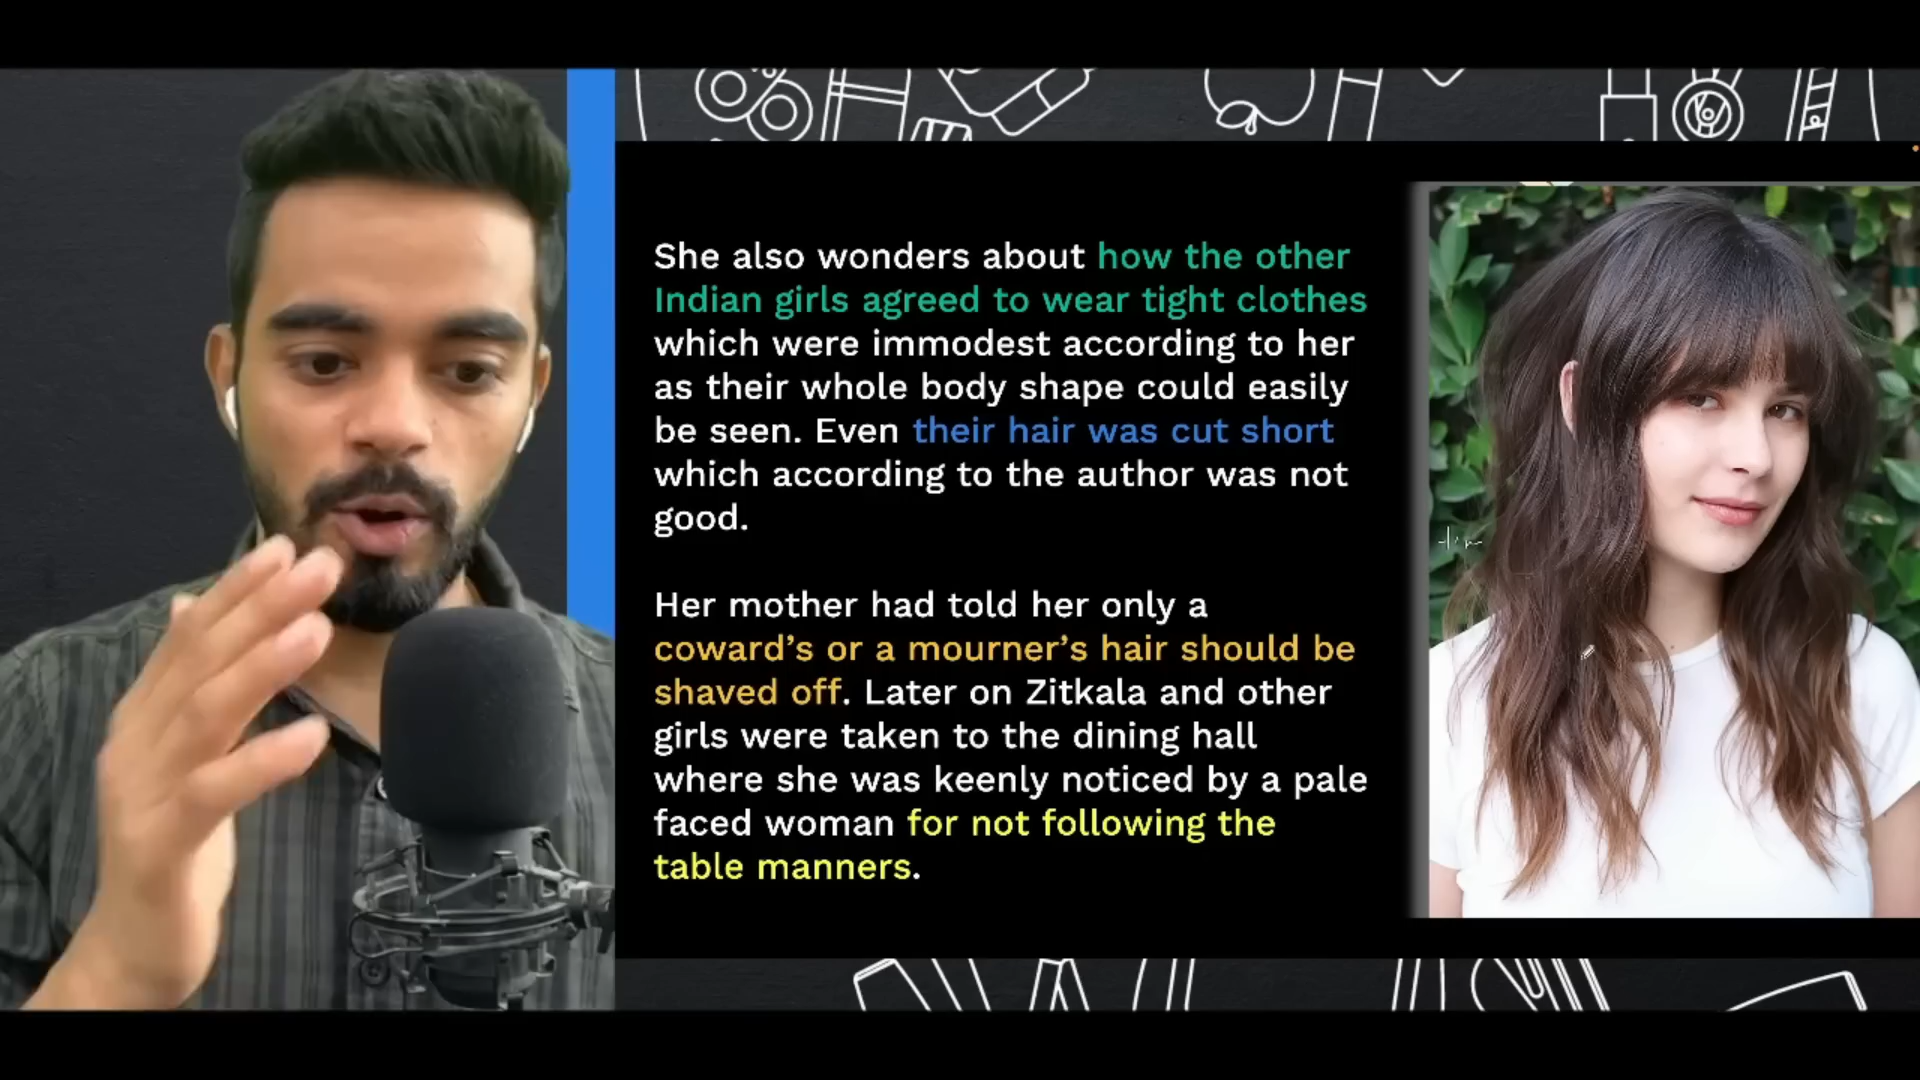 She also wonders about how the other
Indian girls agreed to wear tight clothes
which were immodest according to her
as their whole body shape could easily
be seen. Even their hair was cut short
which according to the author was not
good.
Her mother had told her only a
coward’s or a mourner’s hair should be
shaved off. Later on Zitkala and other
girls were taken to the dining hall
where she was keenly noticed by a pale
faced woman for not following the
table manners.